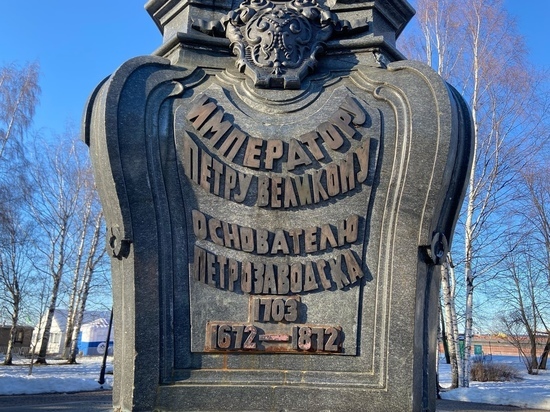 ИМПЕРАТОРУ
ПЕТРУ ВЕЛИКОМУ
ОСНОВАТЕЛЮ
ПЕТРОЗАВОДСКА
1703
1672—1872